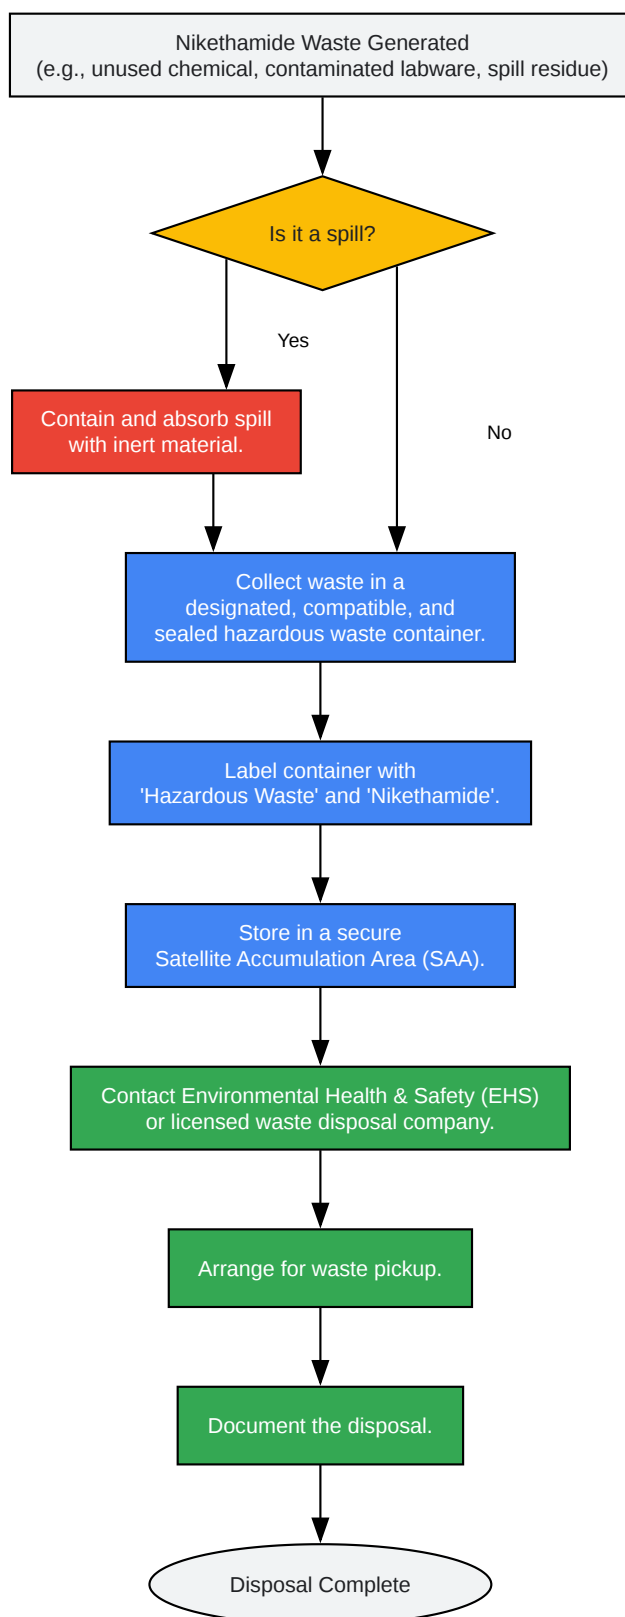 Nikethamide Waste Generated
(e.g., unused chemical, contaminated labware, spill residue)
Is it a spill?
Yes
Contain and absorb spill
with inert material.
No
Collect waste in a
designated, compatible, and
sealed hazardous waste container.
Label container with
'Hazardous Waste' and 'Nikethamide'.
Store in a secure
Satellite Accumulation Area (SAA).
Contact Environmental Health & Safety (EHS)
or licensed waste disposal company.
Arrange for waste pickup.
Document the disposal.
Disposal Complete